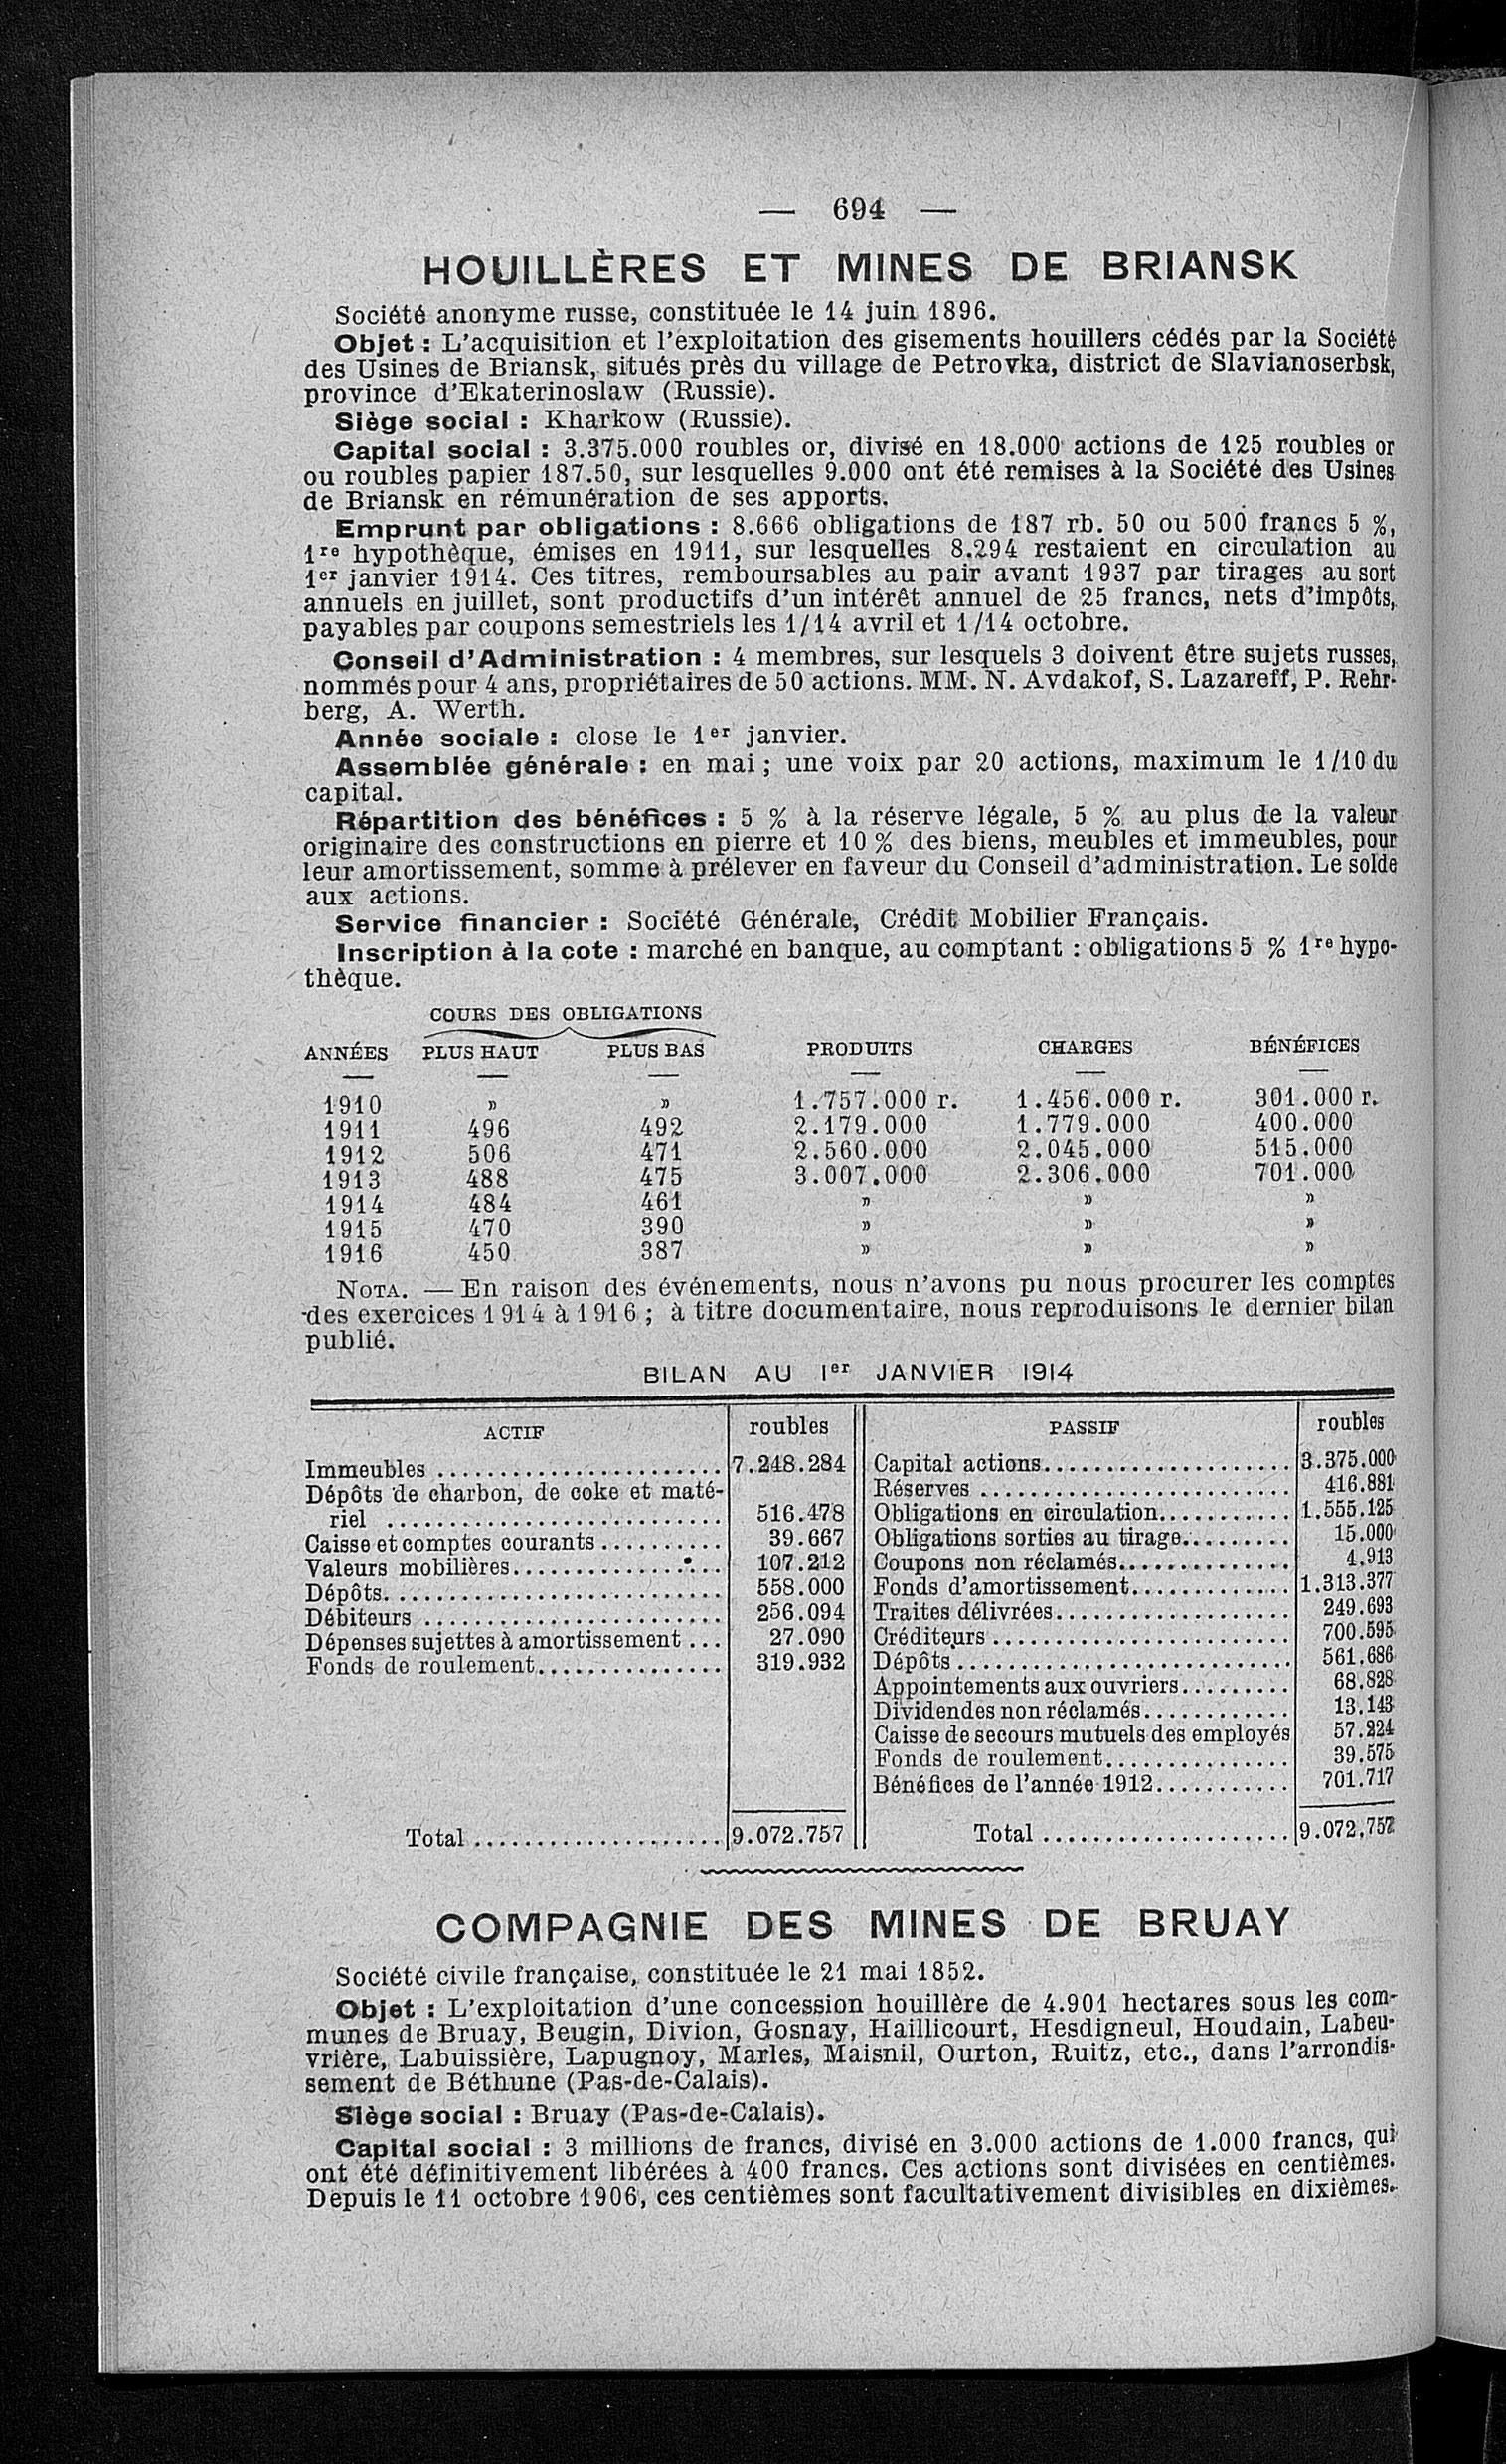 — 694 —
HOUILLÈRES ET MINES DE BRIANSK
Société anonyme russe, constituée le 14 juin 1896.
Objet : L'acquisition et l'exploitation des gisements houillers cédés par la Société
des Usines de Briansk, situés près du village de Petrovka, district de Slavianoserbsk,
province d'Ekaterinoslaw (Russie).
Siège social : Kharkow (Russie).
Capital social : 3.375.000 roubles or, divisé en 18.000 actions de 125 roubles or
ou roubles papier 187.50, sur lesquelles 9.000 ont été remises à la Société des Usines
de Briansk en rémunération de ses apports.
Emprunt par obligations : 8.666 obligations de 187 rb. 50 ou 500 francs 5 %,
1re hypothèque, émises en 1911, sur lesquelles 8.294 restaient en circulation au
1er janvier 1914. Ces titres, remboursables au pair avant 1937 par tirages au sort
annuels en juillet, sont productifs d'un intérêt annuel de 25 francs, nets d'impôts,
payables par coupons semestriels les 1/14 avril et 1/14 octobre.
Conseil d'Administration : 4 membres, sur lesquels 3 doivent être sujets russes,
nommés pour 4 ans, propriétaires de 50 actions. MM. N. Avdakof, S. Lazareff, P. Rehr-
berg, A. Werth.
Année sociale : close le 1er janvier.
Assemblée générale : en mai ; une voix par 20 actions, maximum le 1/10 du
capital.
Répartition des bénéfices : 5 % à la réserve légale, 5 % au plus de la valeur
originaire des constructions en pierre et 10 % des biens, meubles et immeubles, pour
leur amortissement, somme à prélever en faveur du Conseil d'administration. Le solde
aux actions.
Service financier : Société Générale, Crédit Mobilier Français.
Inscription à la cote : marché en banque, au comptant : obligations 5 % 1re hypo-
thèque.
COURS DES OBLIGATIONS
ANNÉES PLUS HAUT PLUS BAS PRODUITS CHARGES BÉNÉFICES
1910 » » 1.757.000 r. 1.456.000 r. 301.000 r.
1911 496 492 2.179.000 1.779.000 400.000
1912 506 471 2.560.000 2.045.000 515.000
1913 488 475 3.007.000 2.306.000 701.000
1914 484 461 » » »
1915 470 390 » » »
1916 450 387 » » »
NOTA. — En raison des événements, nous n'avons pu nous procurer les comptes
des exercices 1914 à 1916 ; à titre documentaire, nous reproduisons le dernier bilan
publié.
BILAN AU 1er JANVIER 1914
ACTIF roubles PASSIF roubles
Immeubles ....................... 7.248.284 Capital actions.................... 3.375.000
Dépôts de charbon, de coke et maté- Réserves ......................... 416.881
riel ........................... 516.478 Obligations en circulation........... 1.555.125
Caisse et comptes courants .......... 39.667 Obligations sorties au tirage......... 15.000
Valeurs mobilières................. 107.212 Coupons non réclamés.............. 4.913
Dépôts........................... 558.000 Fonds d'amortissement............. 1.313.377
Débiteurs ........................ 256.094 Traites délivrées................... 249.693
Dépenses sujettes à amortissement ... 27.090 Créditeurs ........................ 700.595
Fonds de roulement............... 319.932 Dépôts........................... 561.686
Appointements aux ouvriers......... 68.828
Dividendes non réclamés............ 13.143
Caisse de secours mutuels des employés 57.224
Fonds de roulement............... 39.575
Bénéfices de l'année 1912........... 701.717
Total .................... 9.072.757 Total .................... 9.072.757
COMPAGNIE DES MINES DE BRUAY
Société civile française, constituée le 21 mai 1852.
Objet : L'exploitation d'une concession houillère de 4.901 hectares sous les com-
munes de Bruay, Beugin, Divion, Gosnay, Haillicourt, Hesdigneul, Houdain, Labeu-
vrière, Labuissière, Lapugnoy, Marles, Maisnil, Ourton, Ruitz, etc., dans l'arrondis-
sement de Béthune (Pas-de-Calais).
Siège social : Bruay (Pas-de-Calais).
Capital social : 3 millions de francs, divisé en 3.000 actions de 1.000 francs, qui
ont été définitivement libérées à 400 francs. Ces actions sont divisées en centièmes.
Depuis le 11 octobre 1906, ces centièmes sont facultativement divisibles en dixièmes.